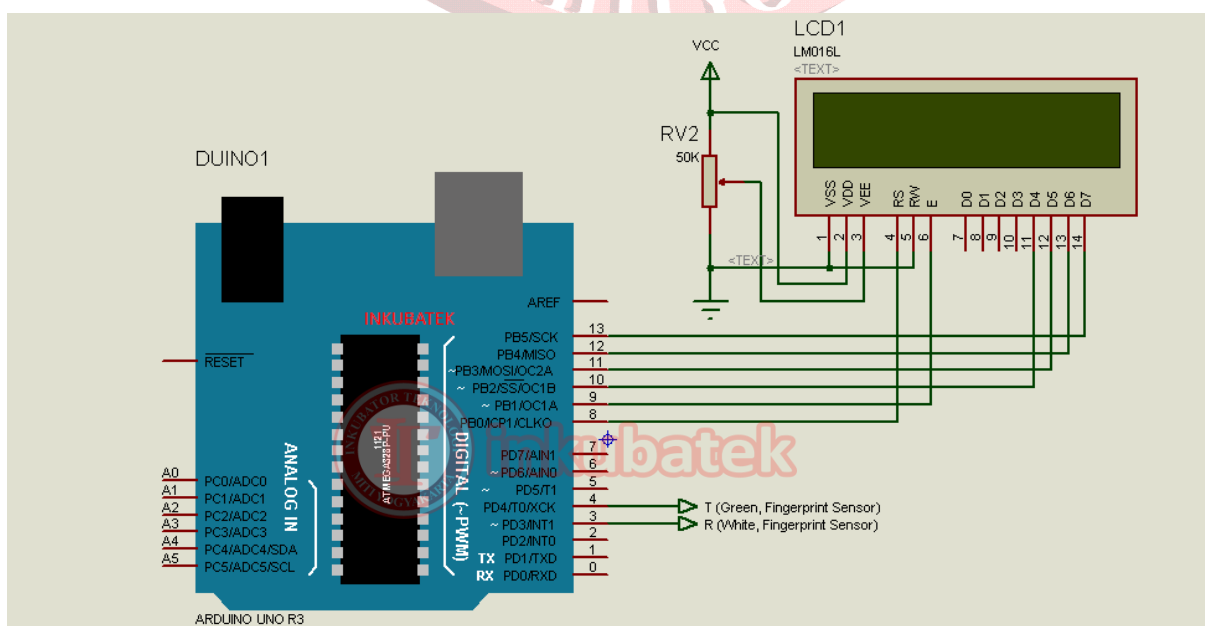 LCD1
LM016L
<TEXT>
VCC
RV2
50K
<TEXT>
VSS
VDD
VEE
RS
RW
E
D0
D1
D2
D3
D4
D5
D6
D7
1
2
3
4
5
6
7
8
9
10
11
12
13
14
DUINO1
INKUBATEK
AREF
RESET
PB5/SCK 13
PB4/MISO 12
~PB3/MOSI/OC2A 11
~ PB2/SS/OC1B 10
~ PB1/OC1A 9
PB0/ICP1/CLKO 8
PD7/AIN1 7
~ PD6/AIN0 6
~ PD5/T1 5
PD4/T0/XCK 4
~ PD3/INT1 3
PD2/INT0 2
TX PD1/TXD 1
RX PD0/RXD 0
T (Green, Fingerprint Sensor)
R (White, Fingerprint Sensor)
DIGITAL (~PWM)
ANALOG IN
1121
ATMEGA328P-PU
A0 PC0/ADC0
A1 PC1/ADC1
A2 PC2/ADC2
A3 PC3/ADC3
A4 PC4/ADC4/SDA
A5 PC5/ADC5/SCL
inkubatek
ARDUINO UNO R3